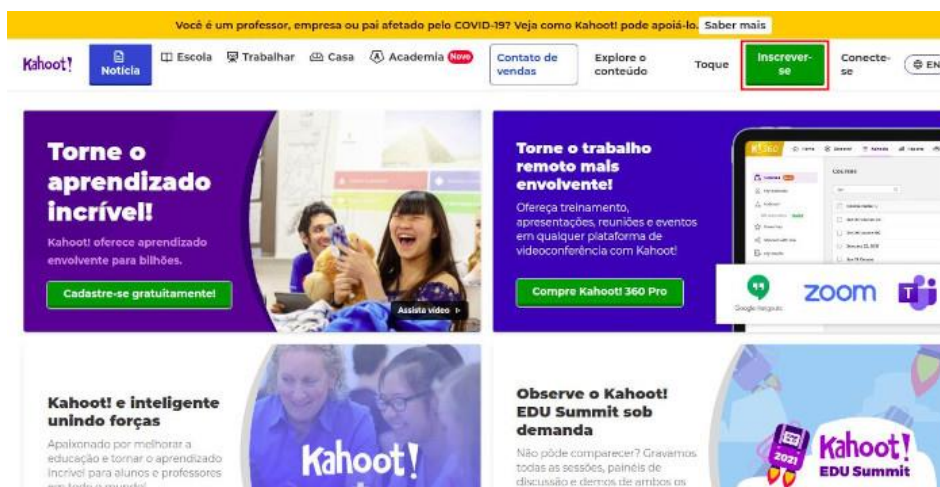 Você é um professor, empresa ou pai afetado pelo COVID-19? Veja como Kahoot! pode apoiá-lo. Saber mais
Kahoot!
Notícia
Escola
Trabalhar
Casa
Academia Novo
Contato de
vendas
Explore o
conteúdo
Toque
Inscrever-
se
Conecte-
se
EN
Torne o
aprendizado
incrível!
Kahoot! oferece aprendizado
envolvente para bilhões.
Cadastre-se gratuitamente!
Assista vídeo
Torne o trabalho
remoto mais
envolvente!
Ofereça treinamento,
apresentações, reuniões e eventos
em qualquer plataforma de
videoconferência com Kahoot!
Compre Kahoot! 360 Pro
Google Hangouts
zoom
Kahoot! e inteligente
unindo forças
Apaixonado por melhorar a
educação e tornar o aprendizado
incrível para alunos e professores
em todo o mundo!
Kahoot!
Observe o Kahoot!
EDU Summit sob
demanda
Não pôde comparecer? Gravamos
todas as sessões, painéis de
discussão e demos de ambos os
2021
Kahoot!
EDU Summit